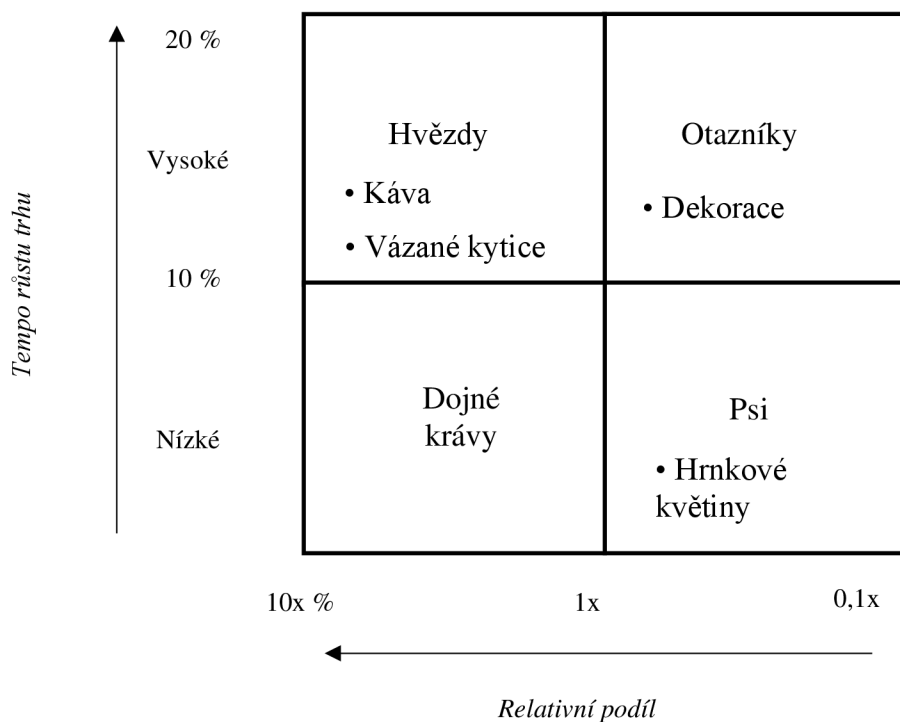 20 %
Hvězdy
Otazníky
Vysoké
• Káva
• Dekorace
• Vázané kytice
10 %
Tempo růstu trhu
Dojné
krávy
Psi
Nízké
• Hrnkové
květiny
10x %
1x
0,1x
Relativní podíl